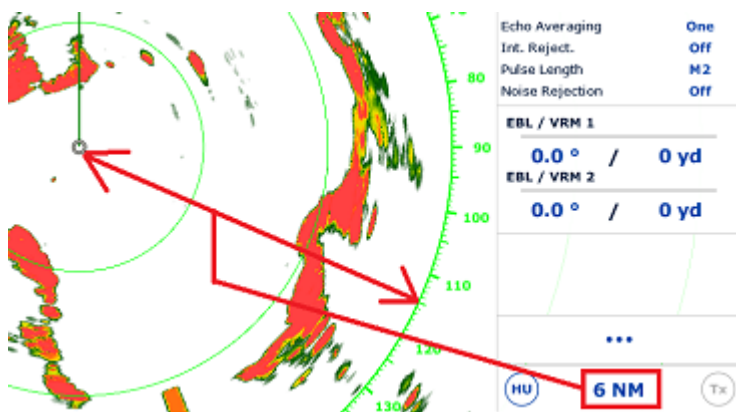 70
80
90
100
110
120
130
Echo Averaging One
Int. Reject. Off
Pulse Length M2
Noise Rejection Off
EBL / VRM 1
0.0 ° / 0 yd
EBL / VRM 2
0.0 ° / 0 yd
•••
HU 6 NM Tx